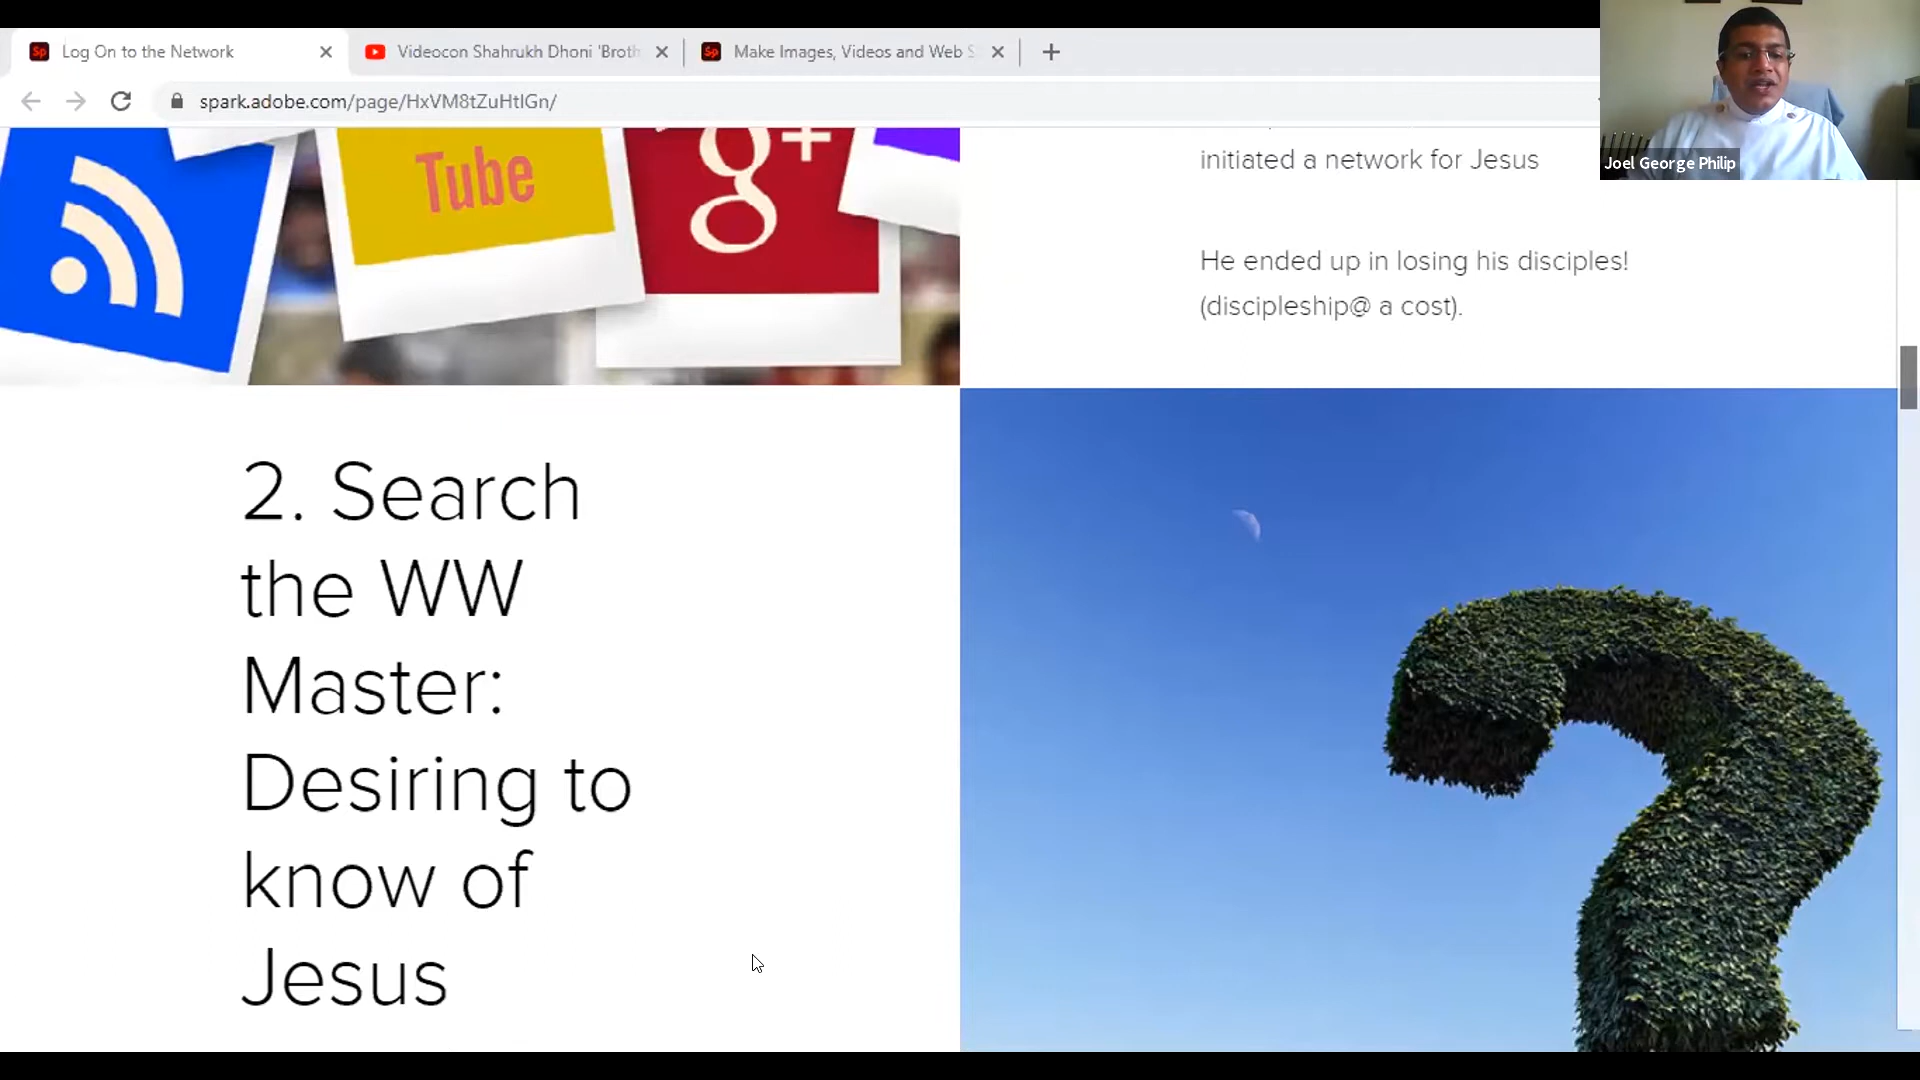 Log On to the Network
Videocon Shahrukh Dhoni 'Broth
Make Images, Videos and Web S
spark.adobe.com/page/HxVM8tZuHtIGn/
Joel George Philip
Tube
g+
initiated a network for Jesus
He ended up in losing his disciples!
(discipleship@ a cost).
2. Search
the WW
Master:
Desiring to
know of
Jesus